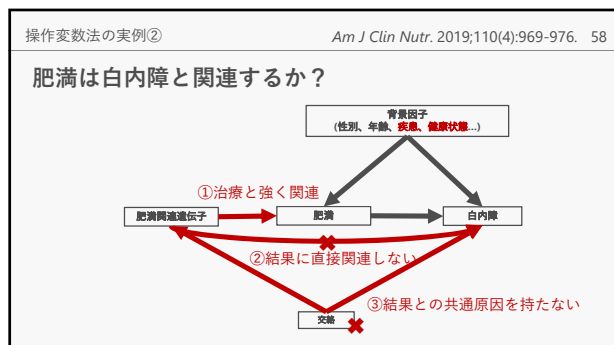 操作変数法の実例②
Am J Clin Nutr. 2019;110(4):969-976. 58
肥満は白内障と関連するか？
背景因子
(性別、年齢、疾患、健康状態...)
①治療と強く関連
肥満関連遺伝子
肥満
白内障
②結果に直接関連しない
③結果との共通原因を持たない
交絡